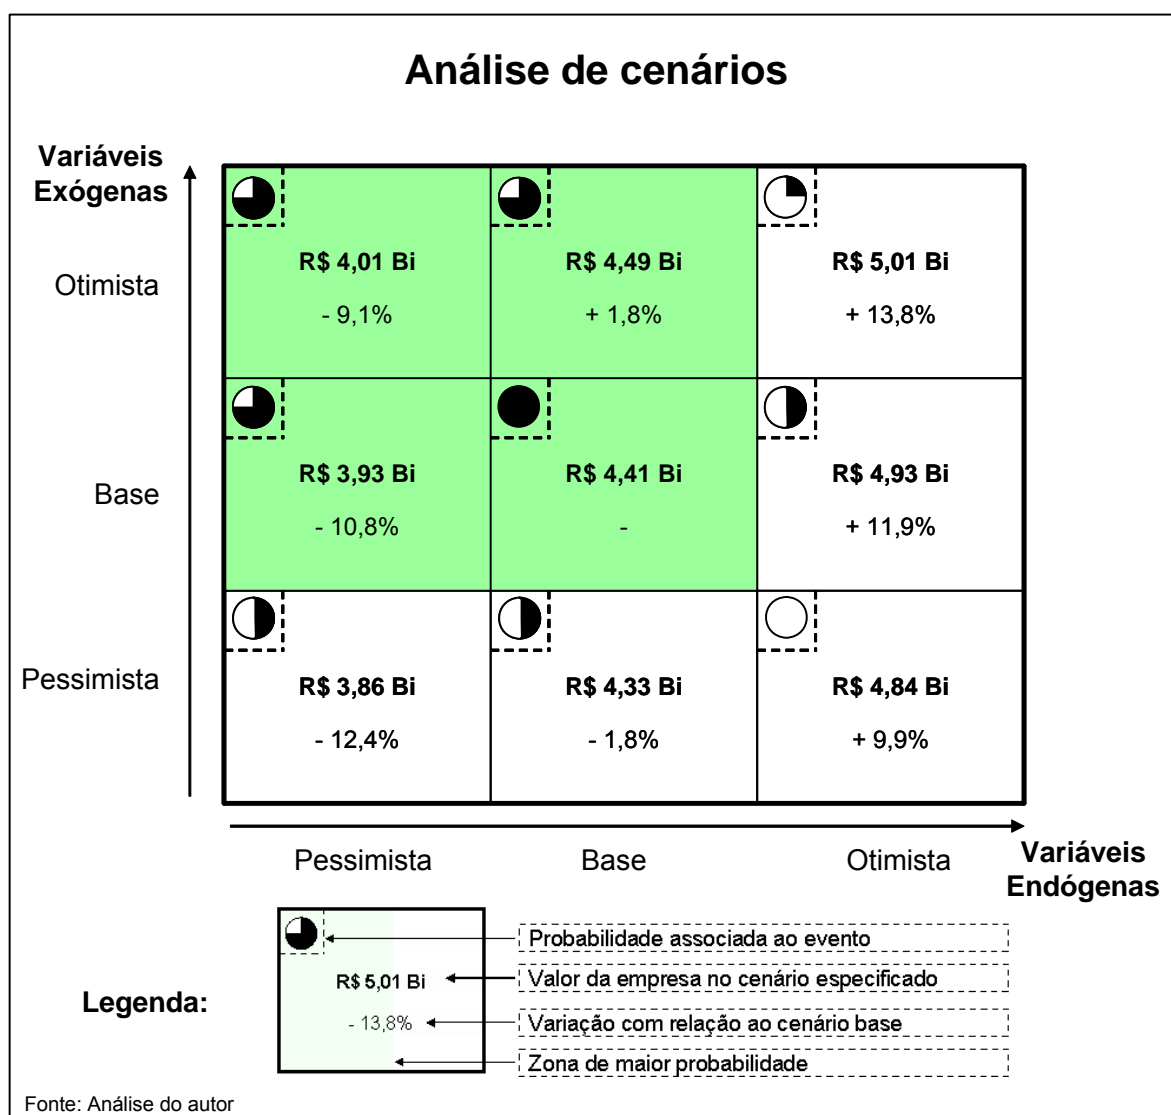 Análise de cenários
Variáveis
Exógenas
Otimista
R$ 4,01 Bi
- 9,1%
R$ 4,49 Bi
+ 1,8%
R$ 5,01 Bi
+ 13,8%
Base
R$ 3,93 Bi
- 10,8%
R$ 4,41 Bi
-
R$ 4,93 Bi
+ 11,9%
Pessimista
R$ 3,86 Bi
- 12,4%
R$ 4,33 Bi
- 1,8%
R$ 4,84 Bi
+ 9,9%
Pessimista
Base
Otimista
Variáveis
Endógenas
Legenda:
R$ 5,01 Bi
- 13,8%
Probabilidade associada ao evento
Valor da empresa no cenário especificado
Variação com relação ao cenário base
Zona de maior probabilidade
Fonte: Análise do autor